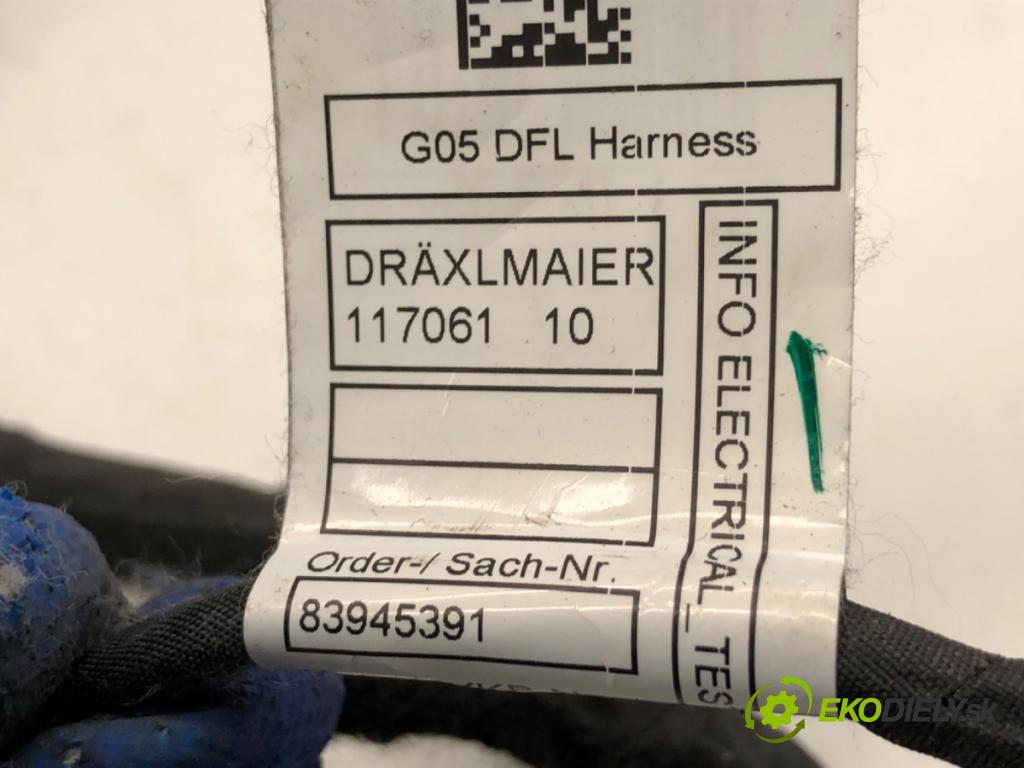 G05 DFL Harness
DRÄXLMAIER
117061 10
INFO ELECTRICAL_TES
Order-/ Sach-Nr.
83945391
EKODIELY.sk